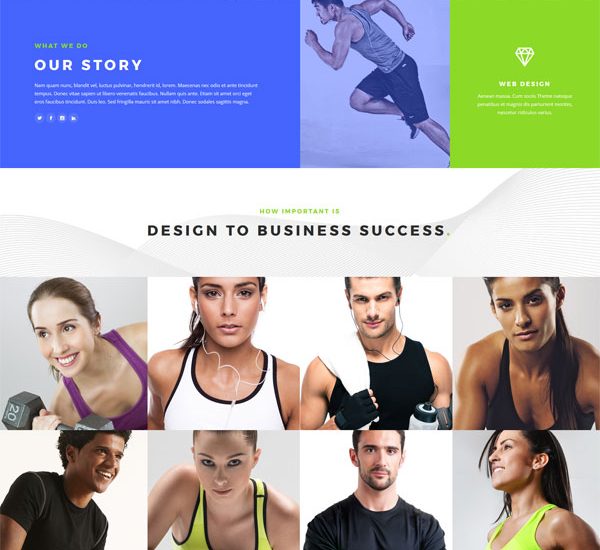 WHAT WE DO
OUR STORY
Nam quam nunc, blandit vel, luctus pulvinar, hendrerit id, lorem. Maecenas nec odio et ante tincidunt
tempus. Donec vitae sapien ut libero venenatis faucibus. Nullam quis ante. Etiam sit amet orci eget
eros faucibus tincidunt. Duis leo. Sed fringilla mauris sit amet nibh. Donec sodales sagittis magna.
WEB DESIGN
Aenean massa. Cum sociis Theme natoque
penatibus et magnis dis parturient montes,
nascetur ridiculus varius.
HOW IMPORTANT IS
DESIGN TO BUSINESS SUCCESS.
20